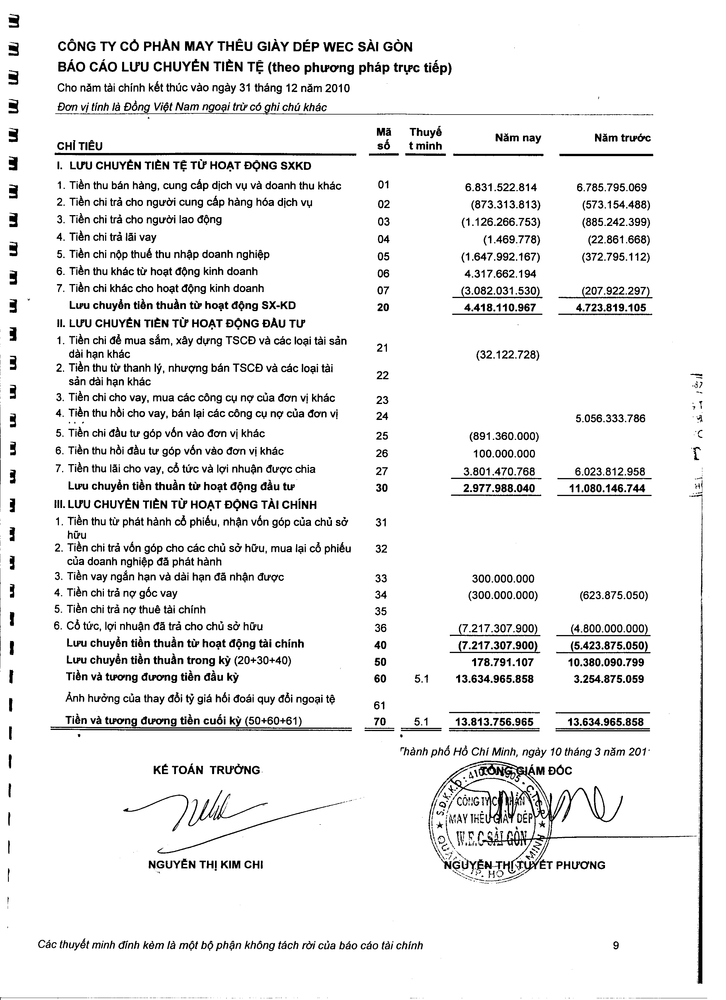 CÔNG TY CỔ PHẦN MAY THÊU GIÀY DÉP WEC SÀI GÒN
BÁO CÁO LƯU CHUYỂN TIỀN TỆ (theo phương pháp trực tiếp)
Cho năm tài chính kết thúc vào ngày 31 tháng 12 năm 2010
Đơn vị tính là Đồng Việt Nam ngoại trừ có ghi chú khác
CHỈ TIÊU Mã số Thuyế t minh Năm nay Năm trước
I. LƯU CHUYỂN TIỀN TỆ TỪ HOẠT ĐỘNG SXKD
1. Tiền thu bán hàng, cung cấp dịch vụ và doanh thu khác 01 6.831.522.814 6.785.795.069
2. Tiền chi trả cho người cung cấp hàng hóa dịch vụ 02 (873.313.813) (573.154.488)
3. Tiền chi trả cho người lao động 03 (1.126.266.753) (885.242.399)
4. Tiền chi trả lãi vay 04 (1.469.778) (22.861.668)
5. Tiền chi nộp thuế thu nhập doanh nghiệp 05 (1.647.992.167) (372.795.112)
6. Tiền thu khác từ hoạt động kinh doanh 06 4.317.662.194
7. Tiền chi khác cho hoạt động kinh doanh 07 (3.082.031.530) (207.922.297)
Lưu chuyển tiền thuần từ hoạt động SX-KD 20 4.418.110.967 4.723.819.105
II. LƯU CHUYỂN TIỀN TỪ HOẠT ĐỘNG ĐẦU TƯ
1. Tiền chi để mua sắm, xây dựng TSCĐ và các loại tài sản
dài hạn khác 21 (32.122.728)
2. Tiền thu từ thanh lý, nhượng bán TSCĐ và các loại tài
sản dài hạn khác 22
3. Tiền chi cho vay, mua các công cụ nợ của đơn vị khác 23
4. Tiền thu hồi cho vay, bán lại các công cụ nợ của đơn vị 24 5.056.333.786
5. Tiền chi đầu tư góp vốn vào đơn vị khác 25 (891.360.000)
6. Tiền thu hồi đầu tư góp vốn vào đơn vị khác 26 100.000.000
7. Tiền thu lãi cho vay, cổ tức và lợi nhuận được chia 27 3.801.470.768 6.023.812.958
Lưu chuyển tiền thuần từ hoạt động đầu tư 30 2.977.988.040 11.080.146.744
III. LƯU CHUYỂN TIỀN TỪ HOẠT ĐỘNG TÀI CHÍNH
1. Tiền thu từ phát hành cổ phiếu, nhận vốn góp của chủ sở 31
hữu
2. Tiền chi trả vốn góp cho các chủ sở hữu, mua lại cổ phiếu 32
của doanh nghiệp đã phát hành
3. Tiền vay ngắn hạn và dài hạn đã nhận được 33 300.000.000
4. Tiền chi trả nợ gốc vay 34 (300.000.000) (623.875.050)
5. Tiền chi trả nợ thuê tài chính 35
6. Cổ tức, lợi nhuận đã trả cho chủ sở hữu 36 (7.217.307.900) (4.800.000.000)
Lưu chuyển tiền thuần từ hoạt động tài chính 40 (7.217.307.900) (5.423.875.050)
Lưu chuyển tiền thuần trong kỳ (20+30+40) 50 178.791.107 10.380.090.799
Tiền và tương đương tiền đầu kỳ 60 5.1 13.634.965.858 3.254.875.059
Ảnh hưởng của thay đổi tỷ giá hối đoái quy đổi ngoại tệ 61
Tiền và tương đương tiền cuối kỳ (50+60+61) 70 5.1 13.813.756.965 13.634.965.858
Thành phố Hồ Chí Minh, ngày 10 tháng 3 năm 201
KẾ TOÁN TRƯỞNG TỔNG GIÁM ĐỐC
CÔNG TY CỔ PHẦN
MAY THÊU GIÀY DÉP
W.E.C SÀI GÒN
NGUYỄN THỊ KIM CHI NGUYỄN THỊ TUYẾT PHƯƠNG
Các thuyết minh đính kèm là một bộ phận không tách rời của báo cáo tài chính 9